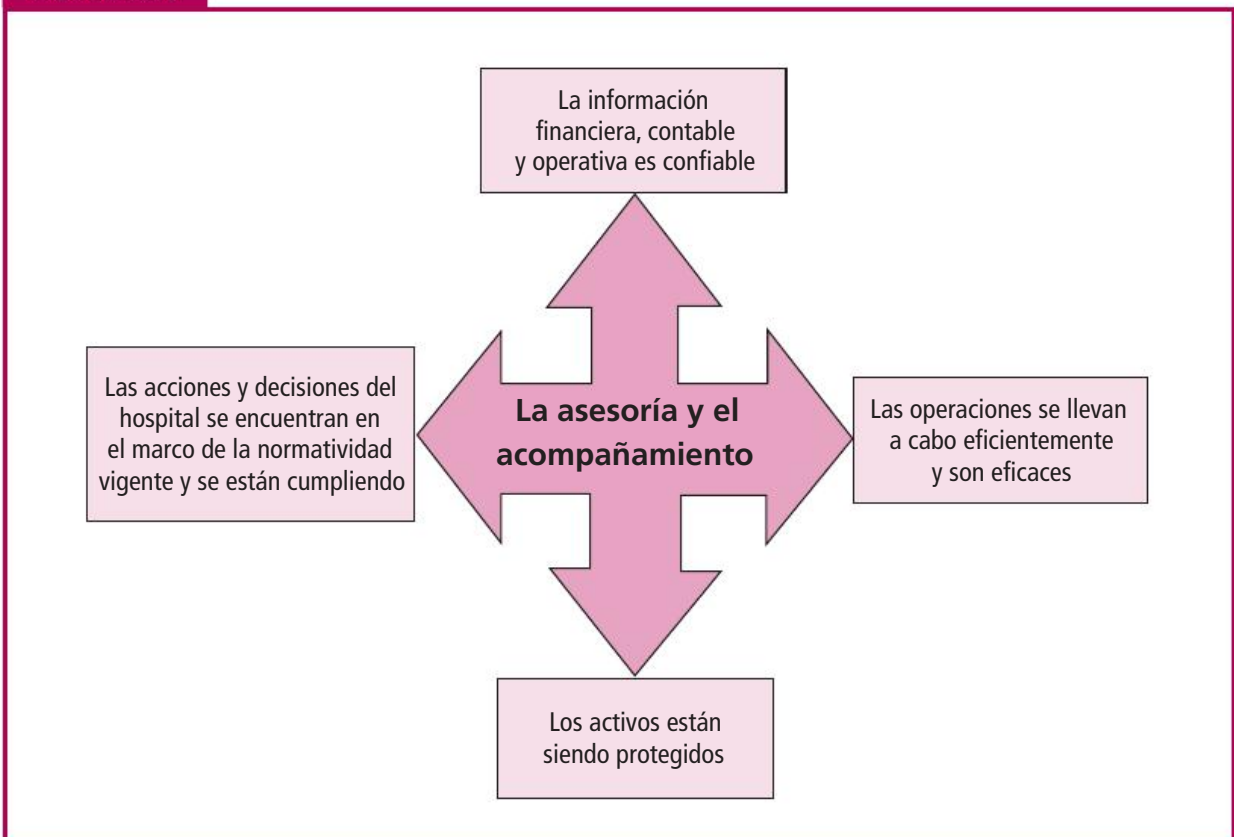 La información
financiera, contable
y operativa es confiable
Las acciones y decisiones del
hospital se encuentran en
el marco de la normatividad
vigente y se están cumpliendo
La asesoría y el
acompañamiento
Las operaciones se llevan
a cabo eficientemente
y son eficaces
Los activos están
siendo protegidos